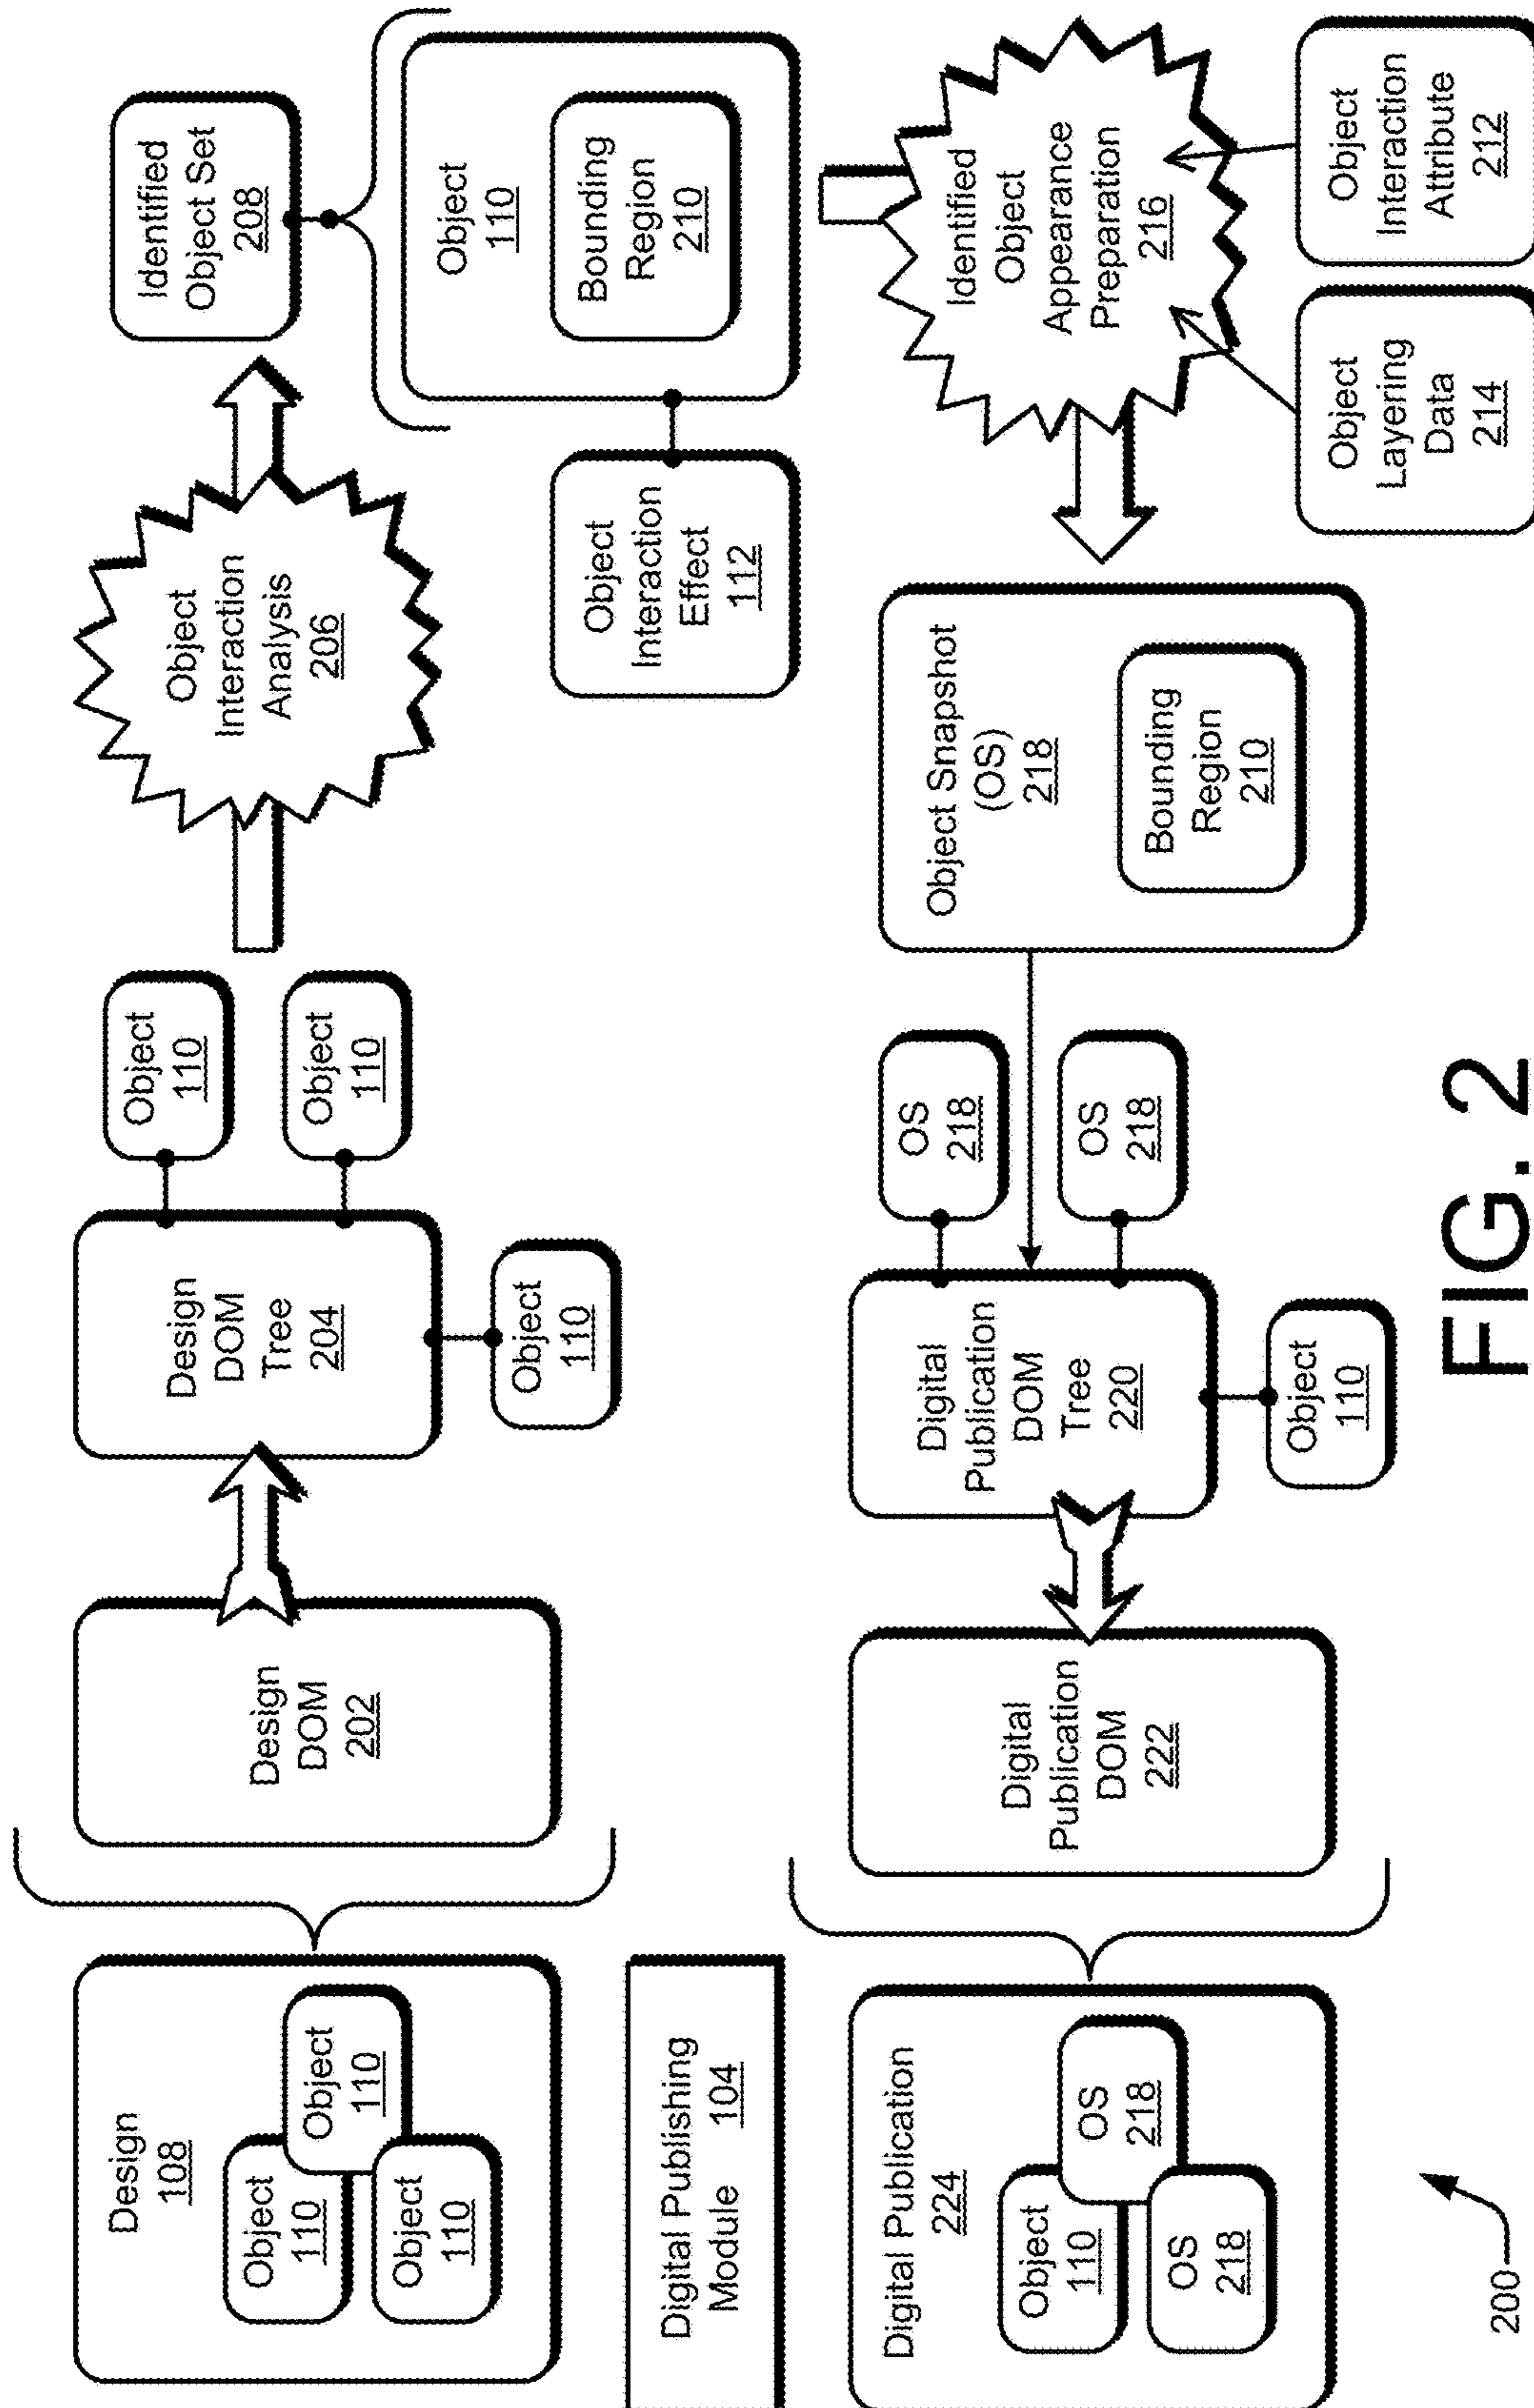 Design
108
Object
110
Object
110
Object
110
Design
DOM
202
Design
DOM
Tree
204
Object
110
Object
110
Object
110
Object
Interaction
Analysis
206
Identified
Object Set
208
Object
110
Bounding
Region
210
Object
Interaction
Effect
112
Digital Publishing
Module 104
Digital Publication
224
Object
110
OS
218
OS
218
Digital
Publication
DOM
222
Digital
Publication
DOM
Tree
220
OS
218
OS
218
Object
110
Object Snapshot
(OS)
218
Bounding
Region
210
Identified
Object
Appearance
Preparation
216
Object
Layering
Data
214
Object
Interaction
Attribute
212
200
FIG. 2